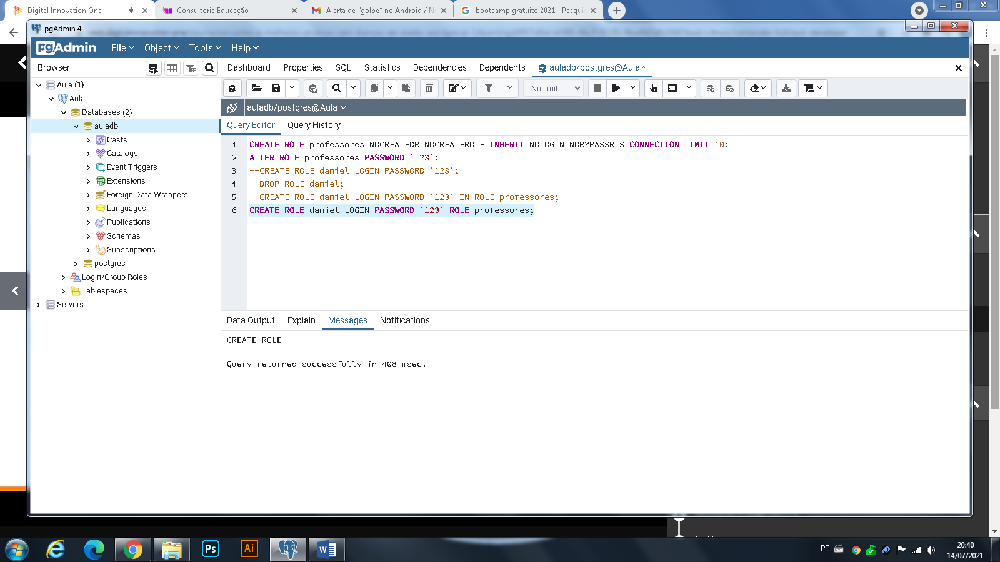 Digital Innovation One
Consultoria Educação
Alerta de "golpe" no Android / N
bootcamp gratuito 2021 - Pesqui
pgAdmin 4
pgAdmin
File
Object
Tools
Help
Browser
Dashboard
Properties
SQL
Statistics
Dependencies
Dependents
auladb/postgres@Aula *
No limit
auladb/postgres@Aula
Query Editor
Query History
Aula (1)
Aula
Databases (2)
auladb
Casts
Catalogs
Event Triggers
Extensions
Foreign Data Wrappers
Languages
Publications
Schemas
Subscriptions
postgres
Login/Group Roles
Tablespaces
Servers
1 CREATE ROLE professores NOCREATEDB NOCREATEROLE INHERIT NOLOGIN NOBYPASSRLS CONNECTION LIMIT 10;
2 ALTER ROLE professores PASSWORD '123';
3 --CREATE ROLE daniel LOGIN PASSWORD '123';
4 --DROP ROLE daniel;
5 --CREATE ROLE daniel LOGIN PASSWORD '123' IN ROLE professores;
6 CREATE ROLE daniel LOGIN PASSWORD '123' ROLE professores;
Data Output
Explain
Messages
Notifications
CREATE ROLE
Query returned successfully in 408 msec.
Ps
Ai
W
PT
20:40
14/07/2021